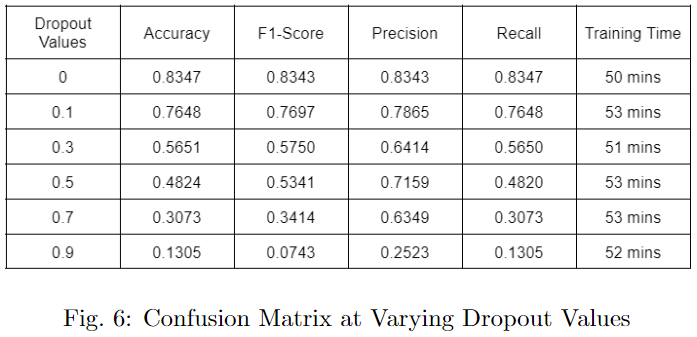 Dropout Values Accuracy F1-Score Precision Recall Training Time
0 0.8347 0.8343 0.8343 0.8347 50 mins
0.1 0.7648 0.7697 0.7865 0.7648 53 mins
0.3 0.5651 0.5750 0.6414 0.5650 51 mins
0.5 0.4824 0.5341 0.7159 0.4820 53 mins
0.7 0.3073 0.3414 0.6349 0.3073 53 mins
0.9 0.1305 0.0743 0.2523 0.1305 52 mins
Fig. 6: Confusion Matrix at Varying Dropout Values